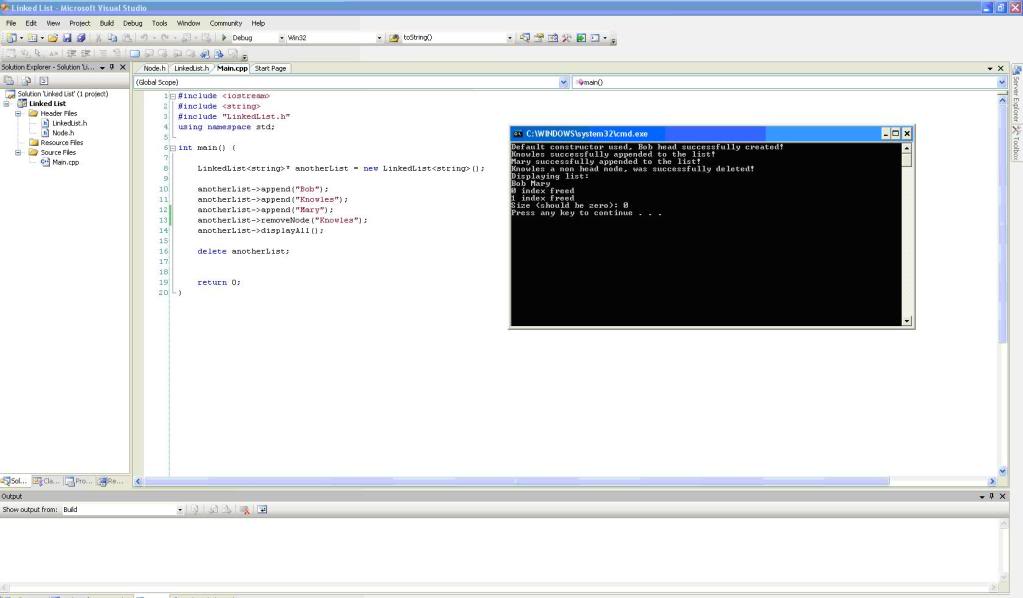 Linked List - Microsoft Visual Studio
File Edit View Project Build Debug Tools Window Community Help
Debug Win32 toString()
Solution Explorer - Solution 'Li...
Solution 'Linked List' (1 project)
Linked List
Header Files
LinkedList.h
Node.h
Resource Files
Source Files
Main.cpp
Sol... Cla... Pro... Re...
Node.h LinkedList.h Main.cpp Start Page
(Global Scope) main()
1 #include <iostream>
2 #include <string>
3 #include "LinkedList.h"
4 using namespace std;
5
6 int main() {
7
8 LinkedList<string>* anotherList = new LinkedList<string>();
9
10 anotherList->append("Bob");
11 anotherList->append("Knowles");
12 anotherList->append("Mary");
13 anotherList->removeNode("Knowles");
14 anotherList->displayAll();
15
16 delete anotherList;
17
18
19 return 0;
20 }
C:\WINDOWS\system32\cmd.exe
Default constructor used, Bob head successfully created!
Knowles successfully appended to the list!
Mary successfully appended to the list!
Knowles a non head node, was successfully deleted!
Displaying list:
Bob Mary
0 index freed
1 index freed
Size (should be zero): 0
Press any key to continue . . .
Server Explorer
Toolbox
Output
Show output from: Build